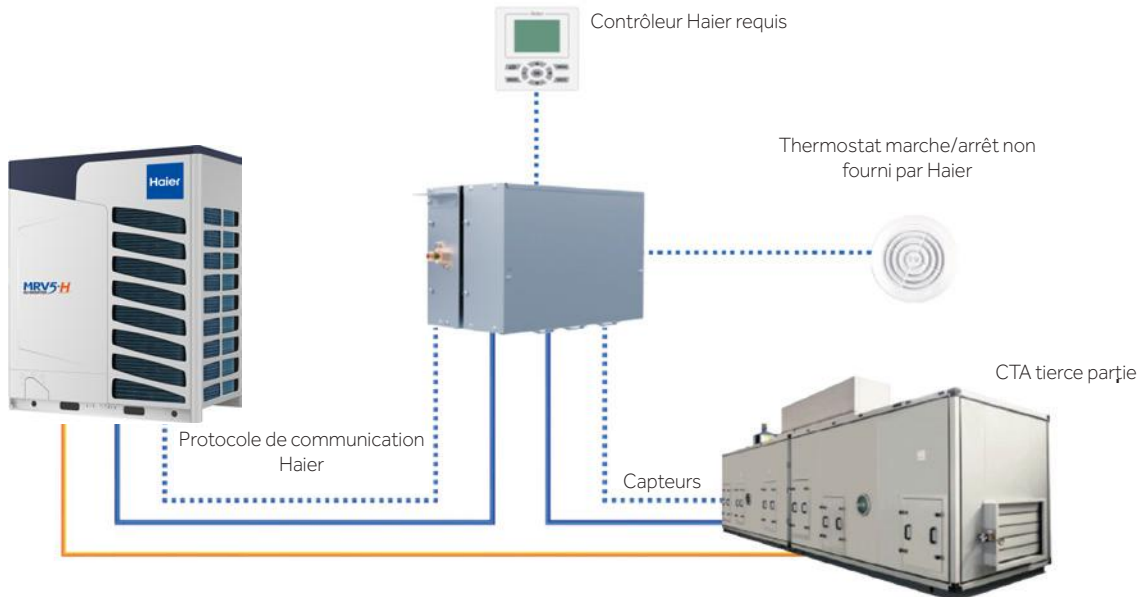 Contrôleur Haier requis
Haier
Thermostat marche/arrêt non
fourni par Haier
MRV5-H
CTA tierce partie
Protocole de communication
Haier
Capteurs